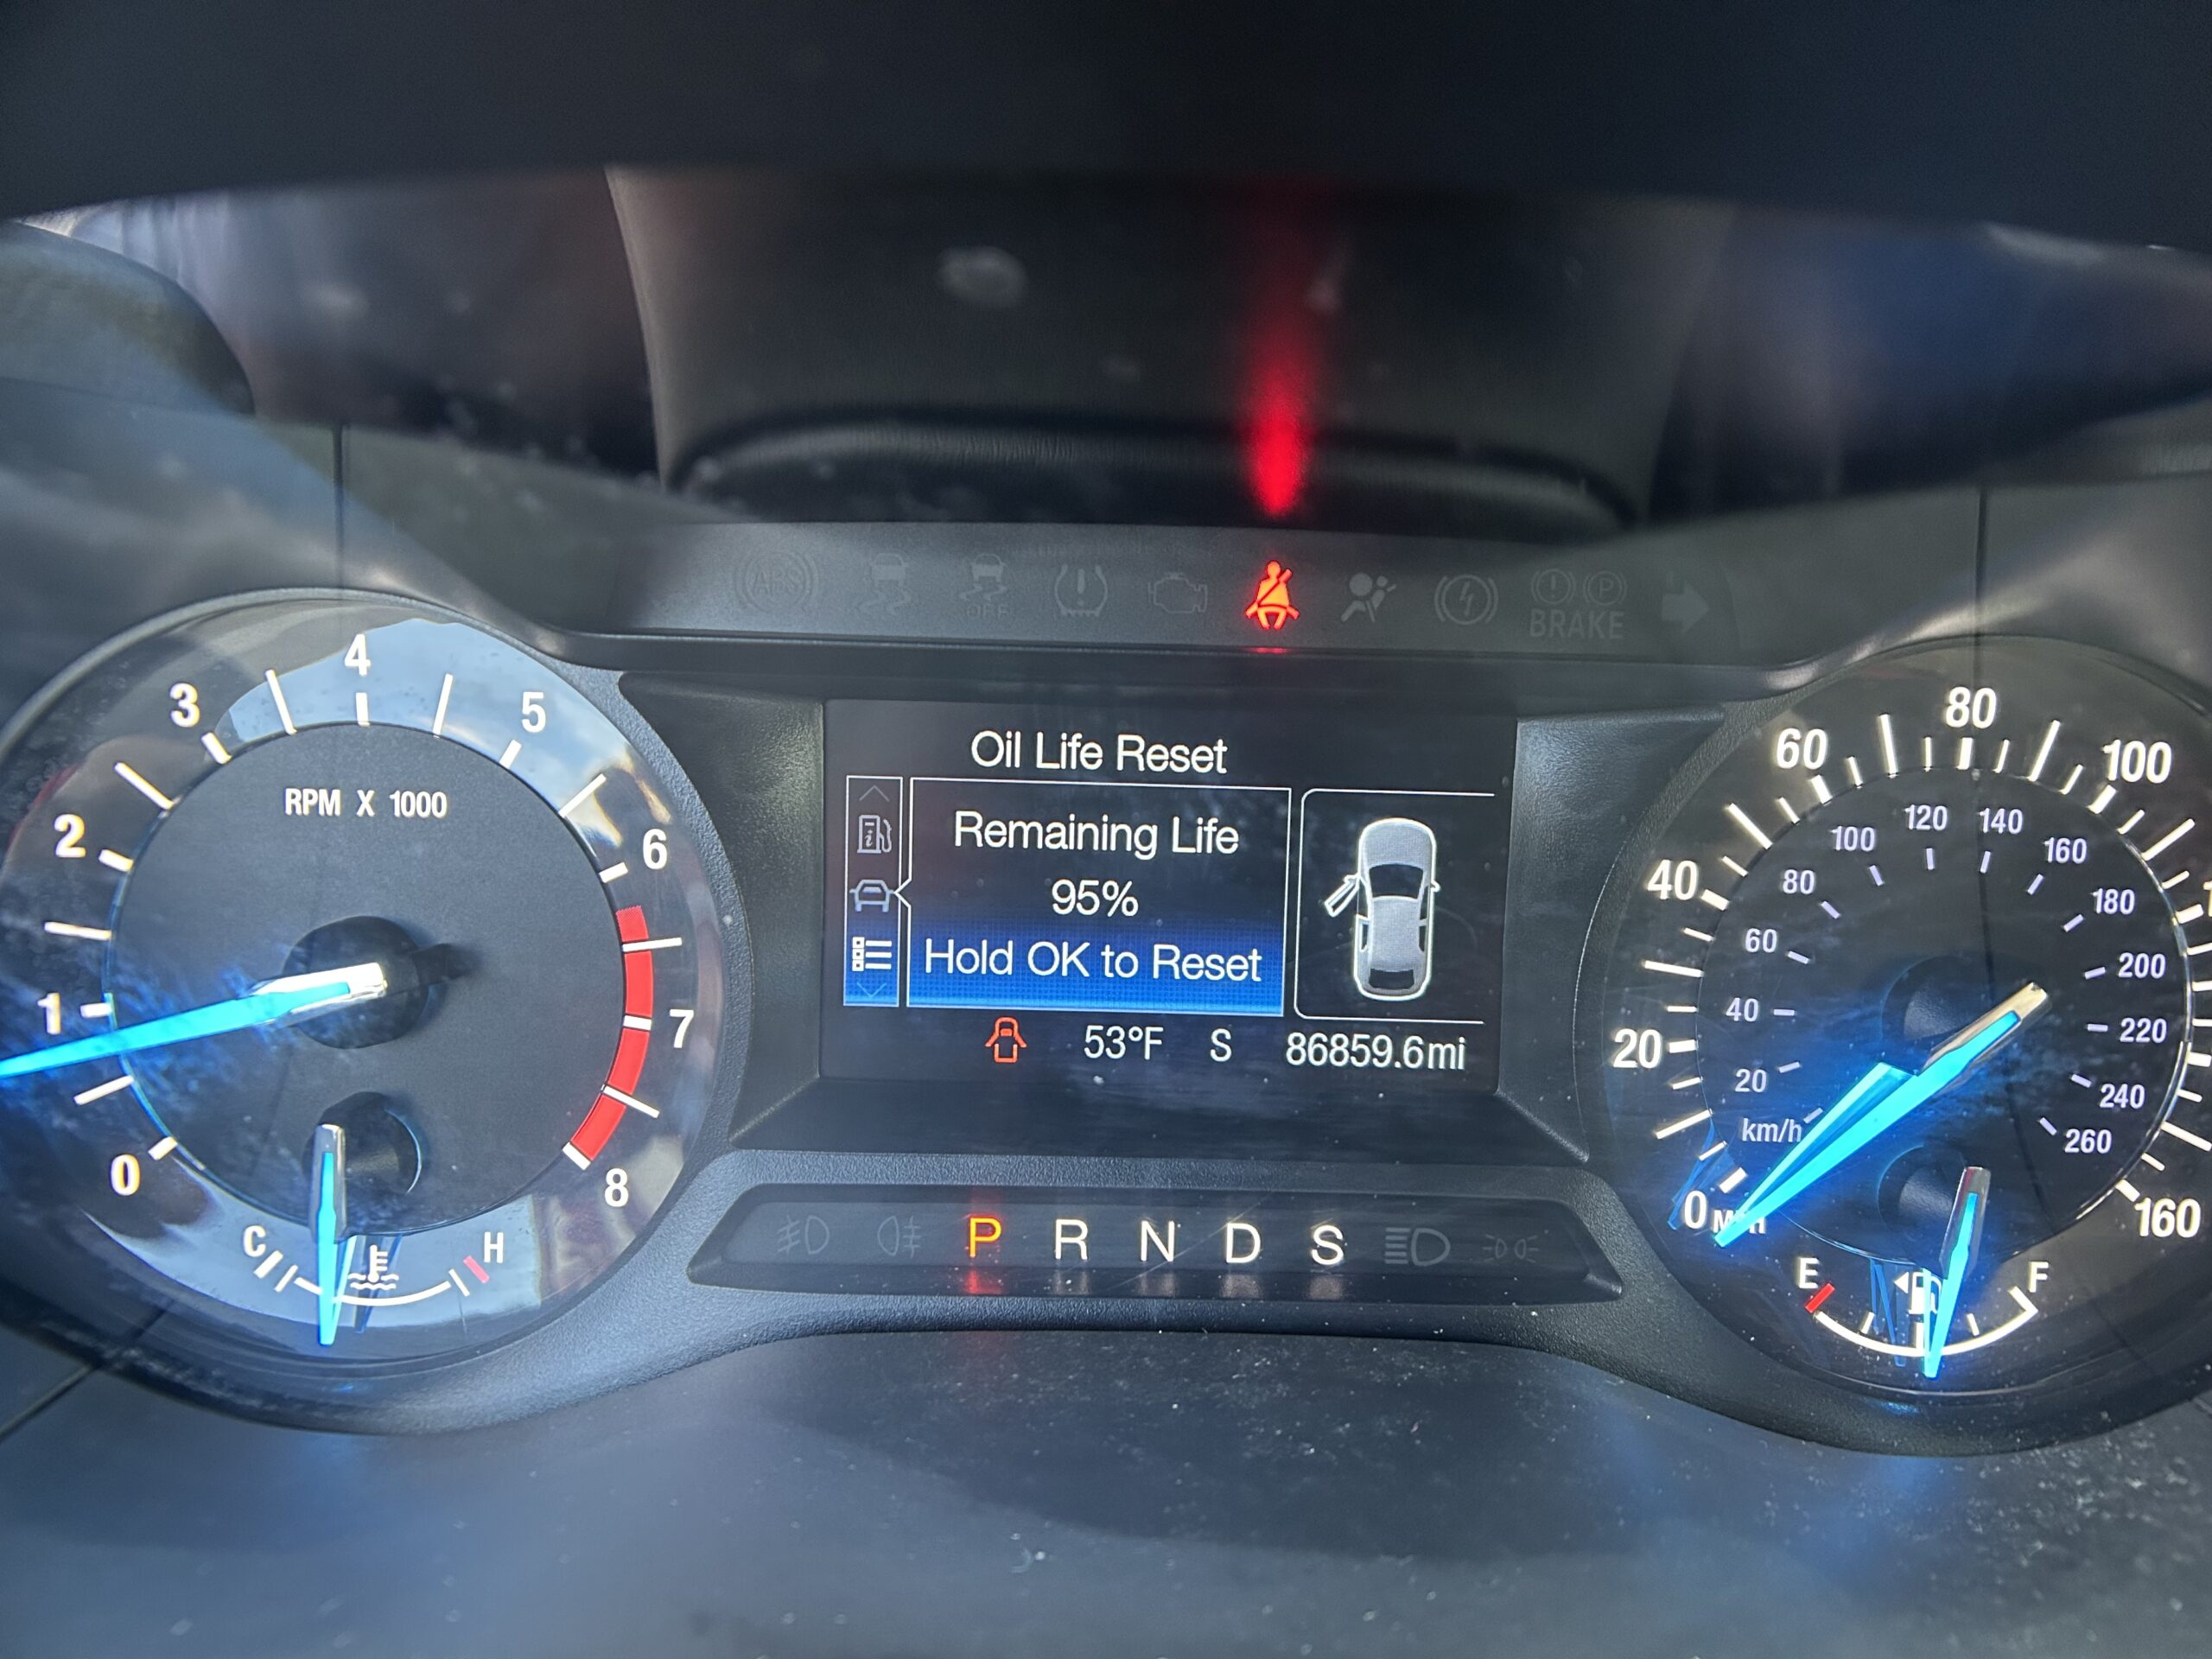 ABS
OFF
BRAKE
P
4
3
5
2
6
1
7
0
8
RPM X 1000
C
H
Oil Life Reset
Remaining Life
95%
Hold OK to Reset
53°F S 86859.6mi
P R N D S
80
60
100
40
20
0
160
120
140
100
160
80
180
60
200
40
220
20
240
km/h
260
E
F